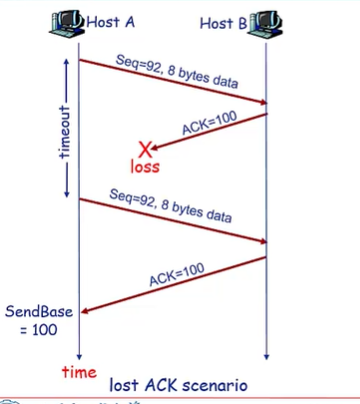 Host A
Host B
Seq=92, 8 bytes data
timeout
ACK=100
X
loss
Seq=92, 8 bytes data
ACK=100
SendBase
= 100
time
lost ACK scenario